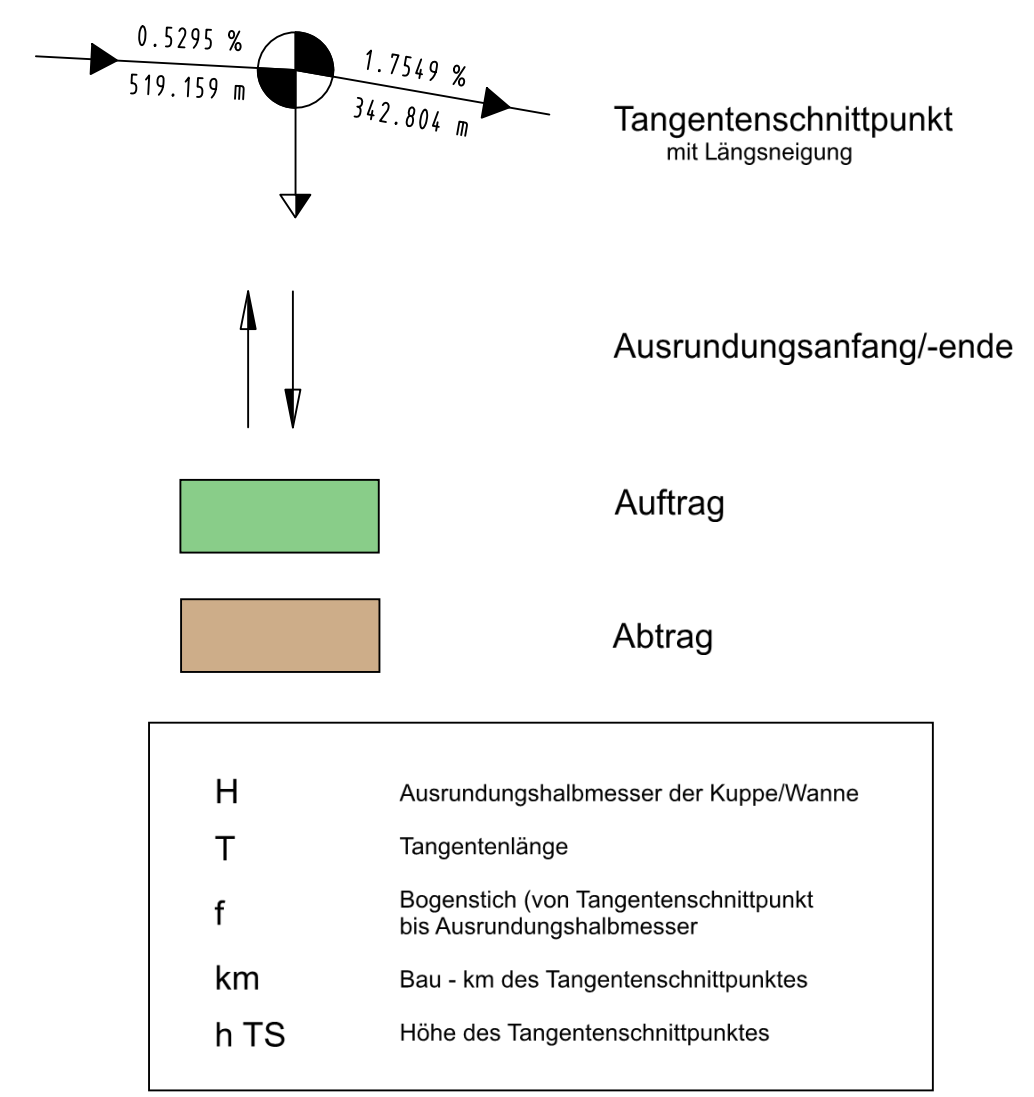 0.5295 %
519.159 m
1.7549 %
342.804 m
Tangentenschnittpunkt
mit Längsneigung
Ausrundungsanfang/-ende
Auftrag
Abtrag
H Ausrundungshalbmesser der Kuppe/Wanne
T Tangentenlänge
f Bogenstich (von Tangentenschnittpunkt
bis Ausrundungshalbmesser
km Bau - km des Tangentenschnittpunktes
h TS Höhe des Tangentenschnittpunktes